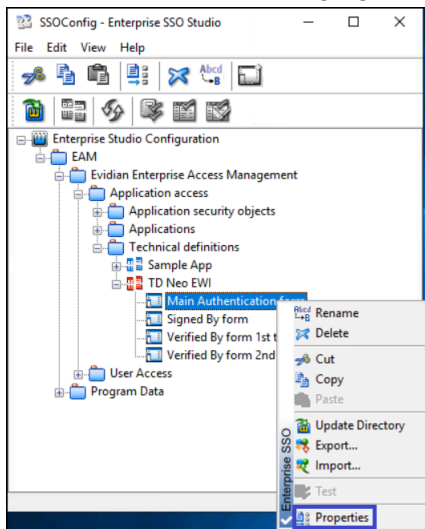 SSOConfig - Enterprise SSO Studio
File Edit View Help
Abcd
B
Enterprise Studio Configuration
EAM
Evidian Enterprise Access Management
Application access
Application security objects
Applications
Technical definitions
Sample App
TD Neo EWI
Main Authentication form
Signed By form
Verified By form 1st t
Verified By form 2nd
User Access
Program Data
Rename
Delete
Cut
Copy
Paste
Update Directory
Export...
Import...
Test
Properties
Enterprise SSO